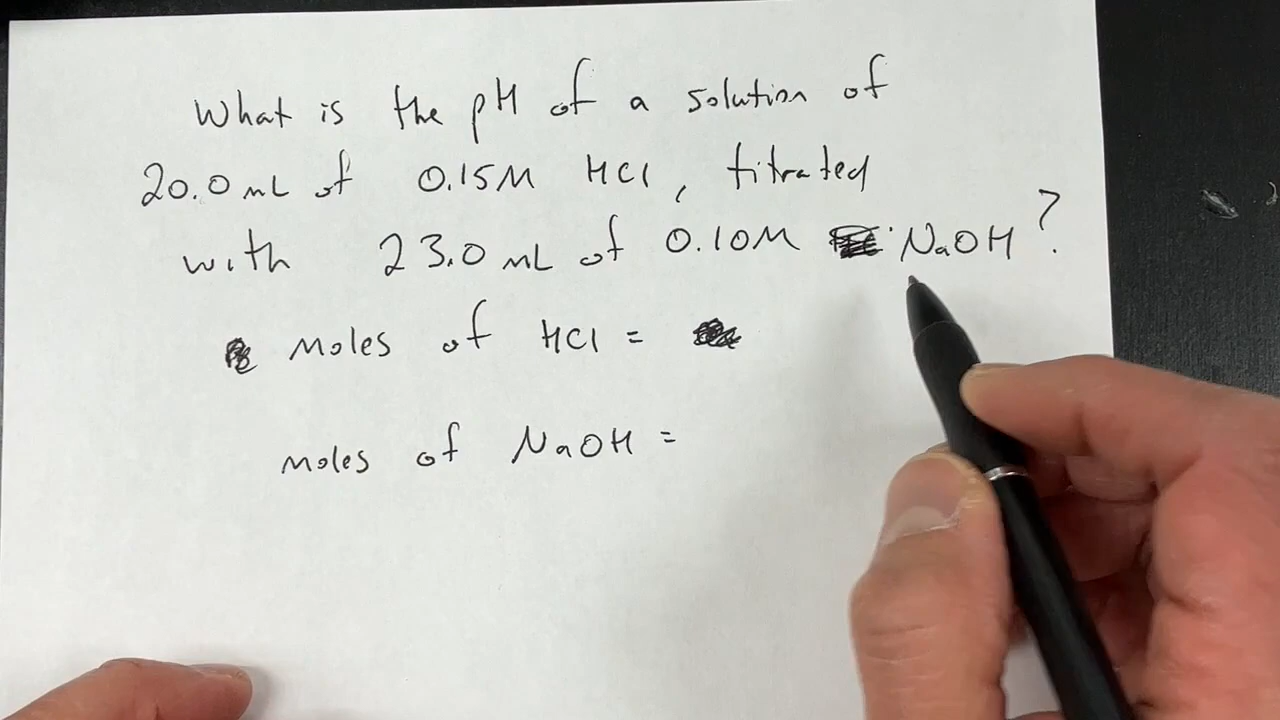 What is the pH of a solution of
20.0 mL of 0.15M HCl, titrated
with 23.0 mL of 0.10M NaOH?
moles of HCl =
moles of NaOH =